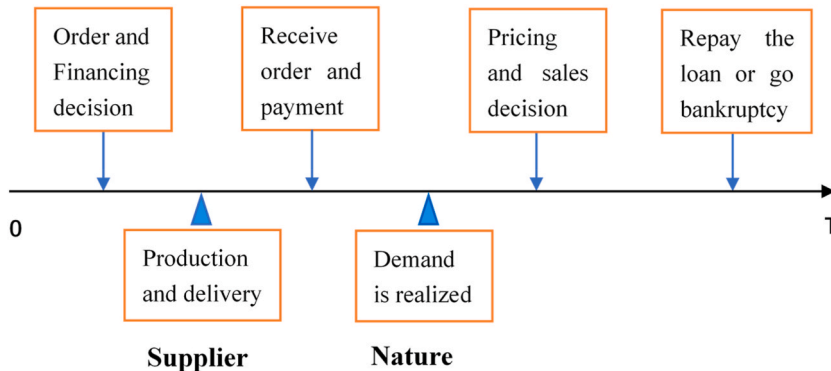 Order and
Financing
decision
Receive
order and
payment
Pricing
and sales
decision
Repay the
loan or go
bankruptcy
0
T
Production
and delivery
Demand
is realized
Supplier
Nature